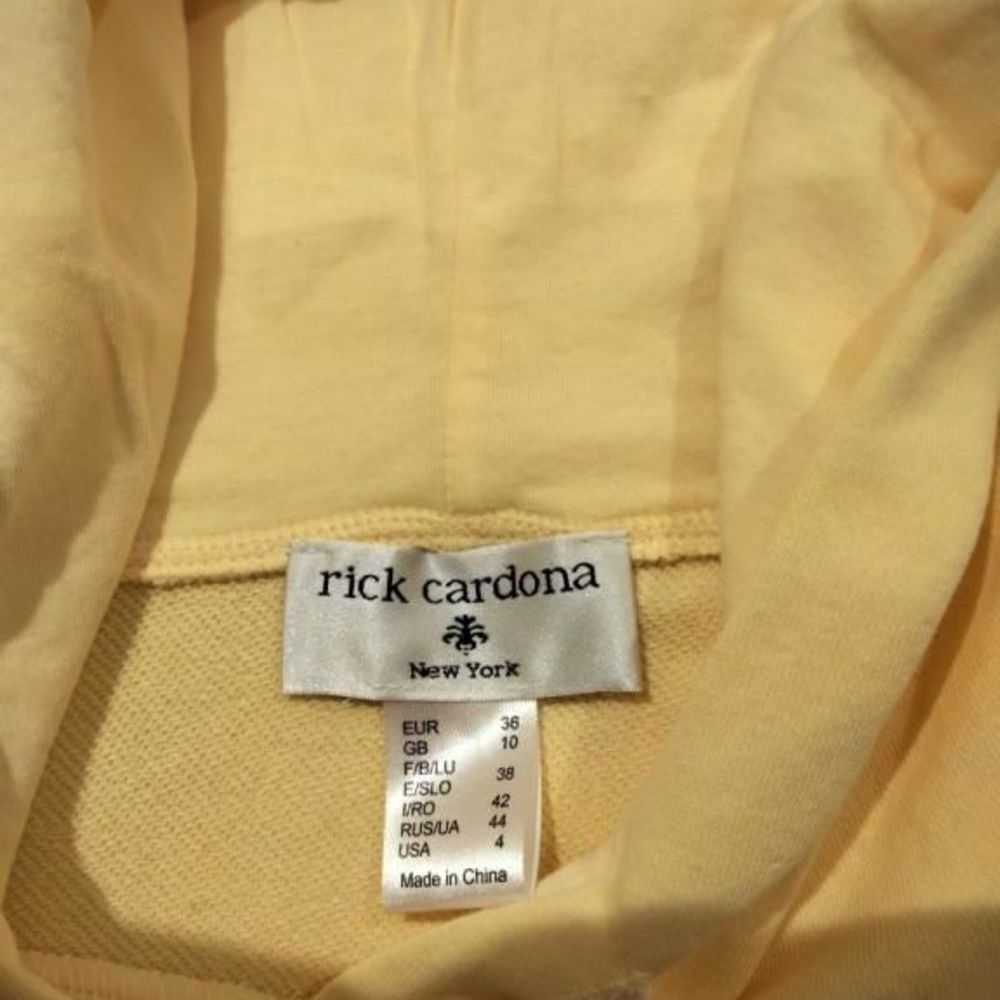 rick cardona
New York
EUR 36
GB 10
F/B/LU
38
E/SLO
I/RO 42
RUS/UA 44
USA 4
Made in China